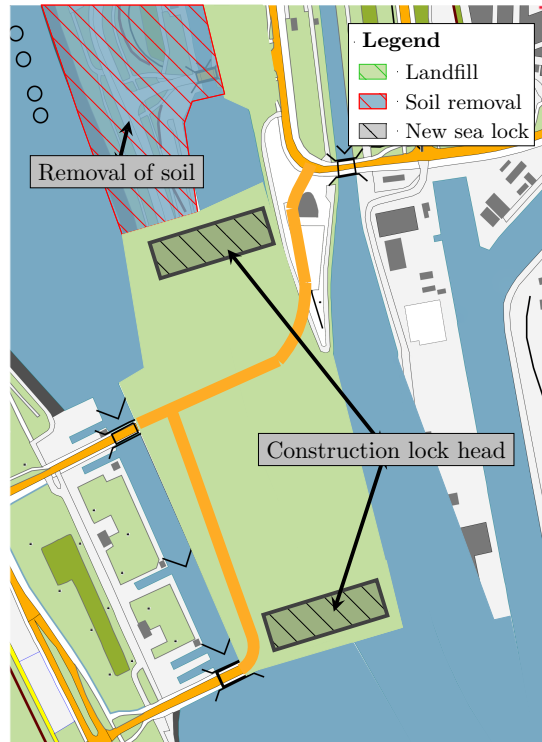 Legend
Landfill
Soil removal
New sea lock
Removal of soil
Construction lock head